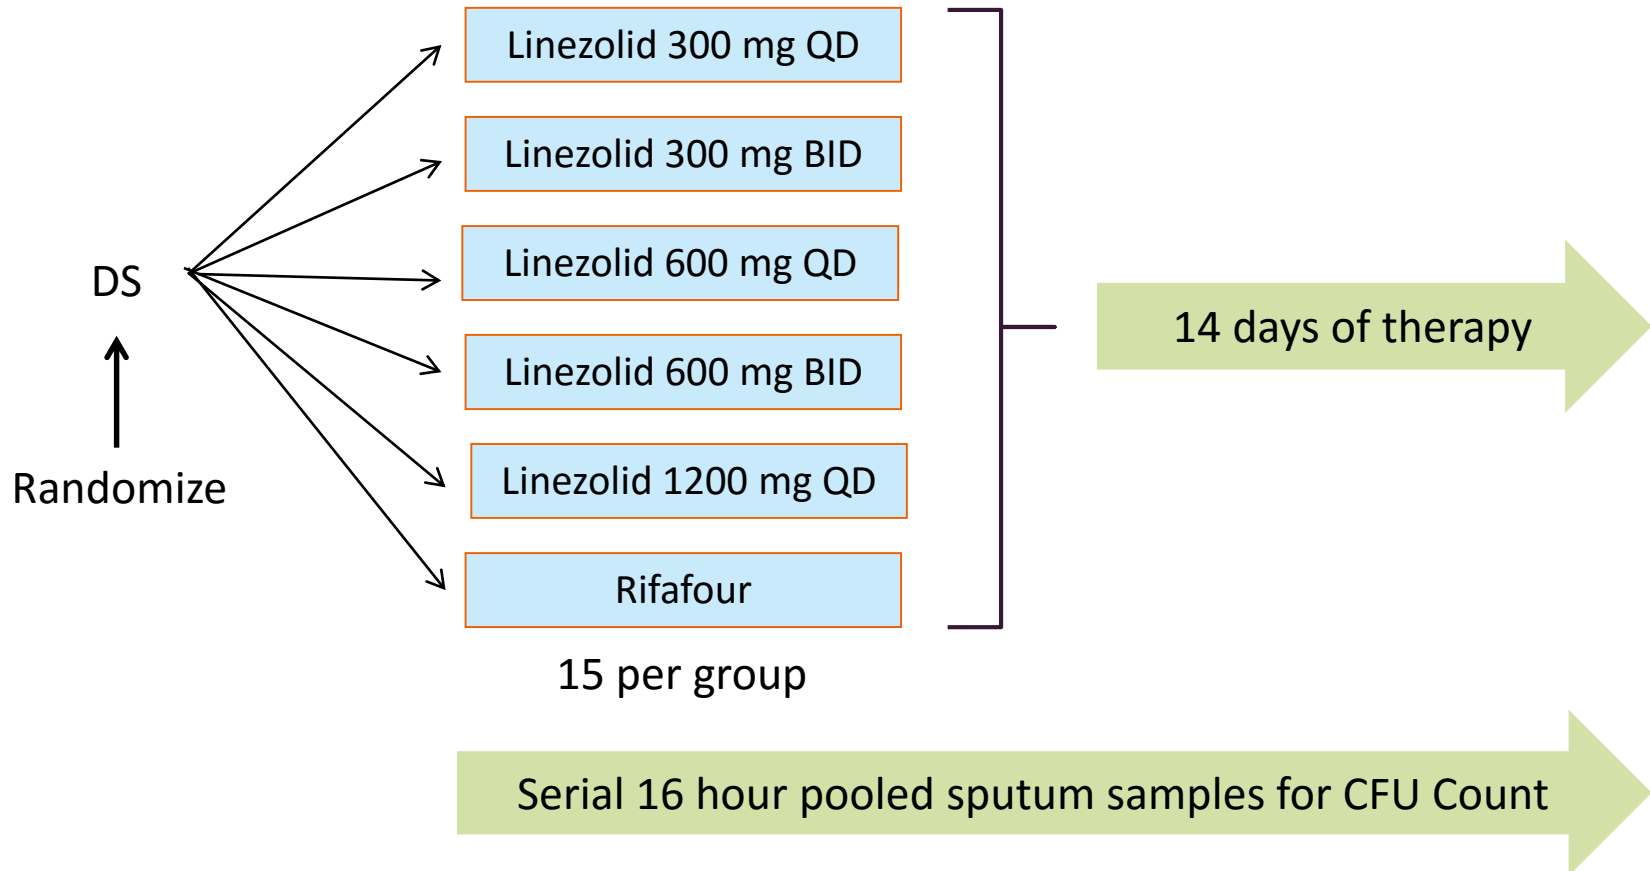 Linezolid 300 mg QD
Linezolid 300 mg BID
Linezolid 600 mg QD
DS
14 days of therapy
Linezolid 600 mg BID
Randomize
Linezolid 1200 mg QD
Rifafour
15 per group
Serial 16 hour pooled sputum samples for CFU Count